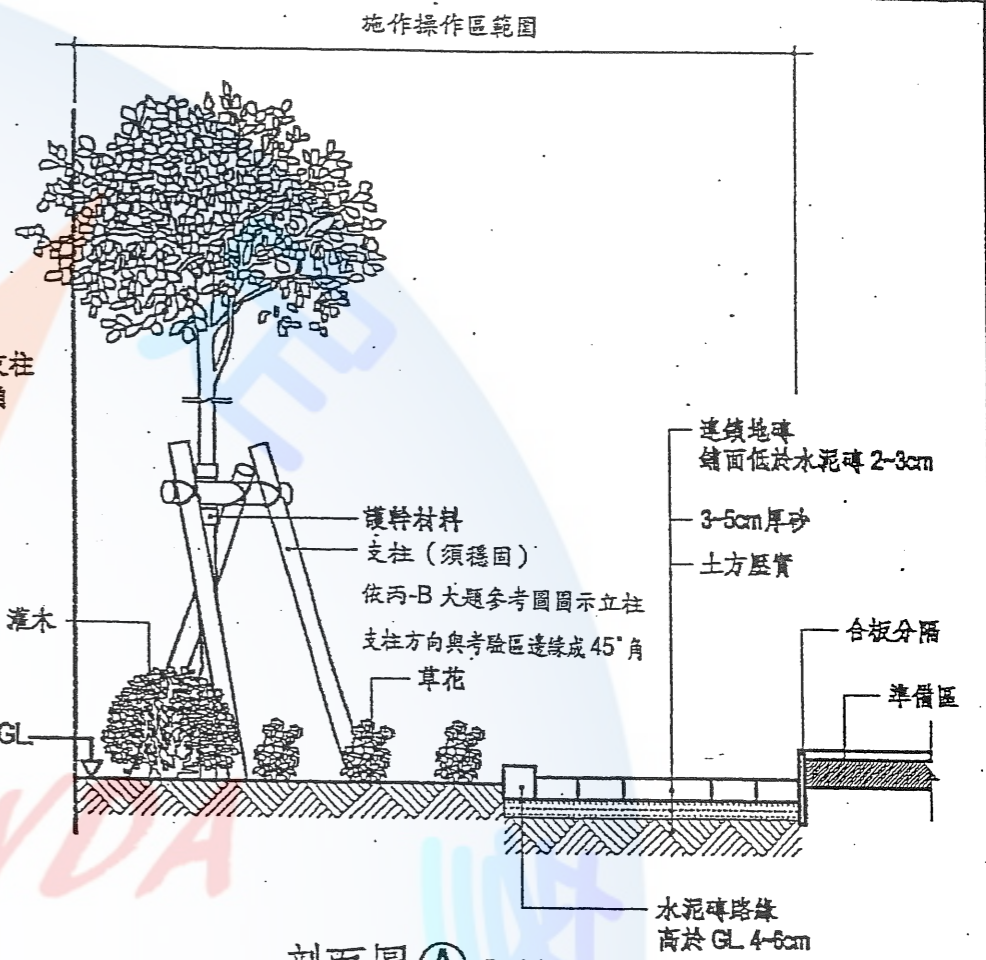 施作操作區範圍
支柱
連鎖地磚
鋪面低於水泥磚 2~3cm
護幹材料
3~5cm厚砂
支柱(須穩固)
土方壓實
依丙-B 大題參考圖圖示立柱
灌木
合板分隔
支柱方向與考驗區邊緣成 45°角
草花
準備區
GL
水泥磚路緣
高於 GL 4~6cm
剖面圖 A